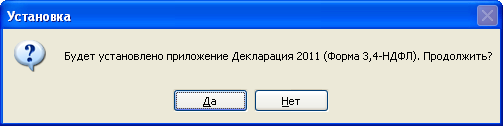 Установка
Будет установлено приложение Декларация 2011 (Форма 3,4-НДФЛ). Продолжить?
Да
Нет